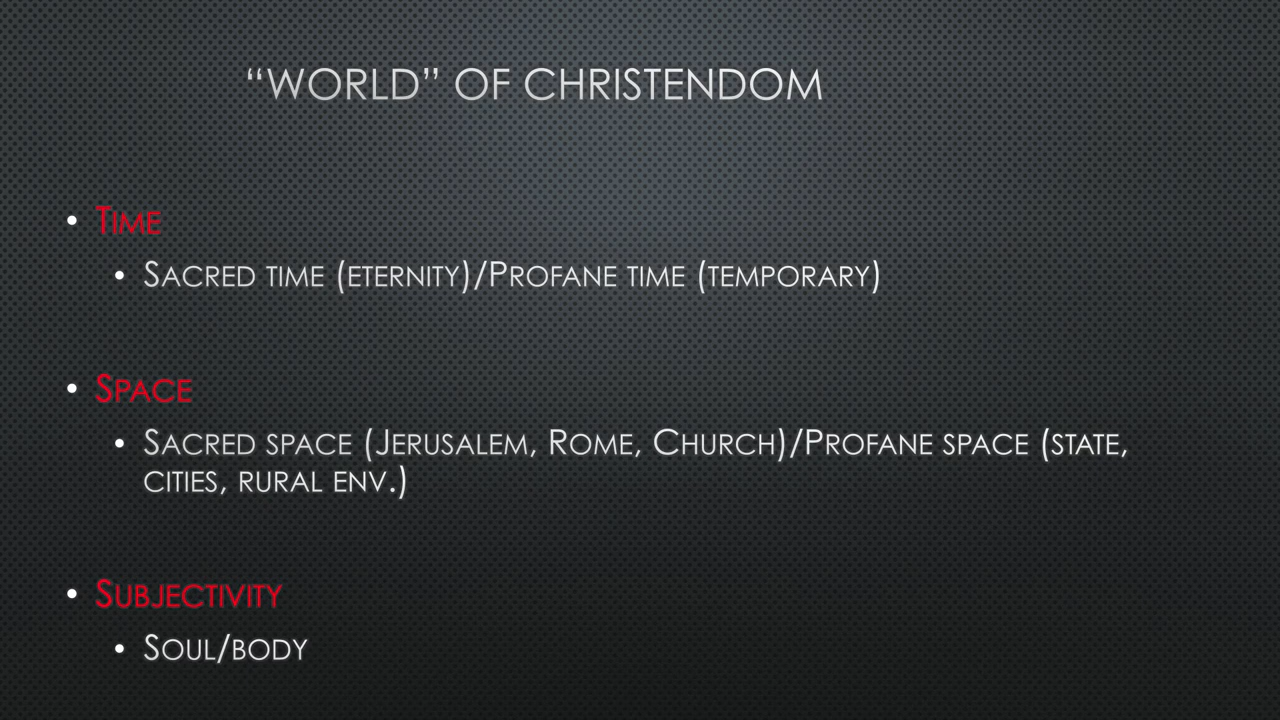 “WORLD” OF CHRISTENDOM
• TIME
• SACRED TIME (ETERNITY)/PROFANE TIME (TEMPORARY)
• SPACE
• SACRED SPACE (JERUSALEM, ROME, CHURCH)/PROFANE SPACE (STATE,
CITIES, RURAL ENV.)
• SUBJECTIVITY
• SOUL/BODY